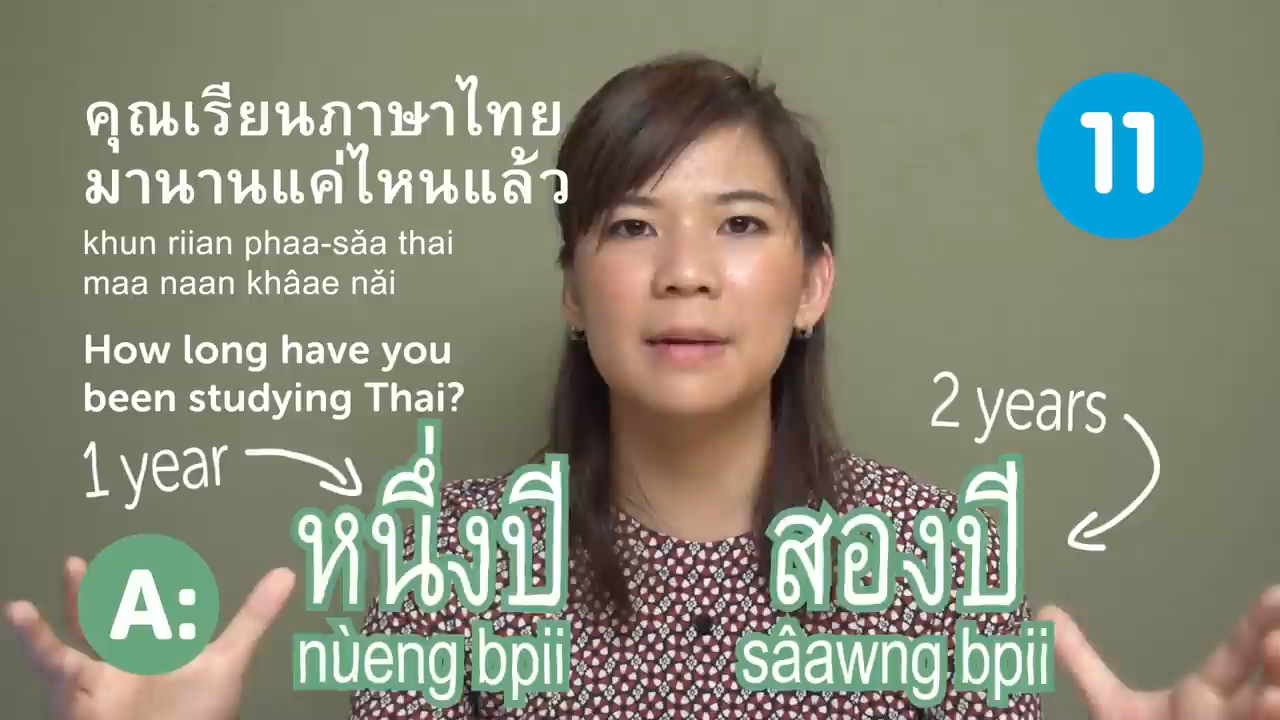 คุณเรียนภาษาไทย
มานานแค่ไหนแล้ว
khun riian phaa-sǎa thai
maa naan khâae nǎi
How long have you
been studying Thai?
11
1 year
2 years
A:
หนึ่งปี
สองปี
nùeng bpii
sâawng bpii